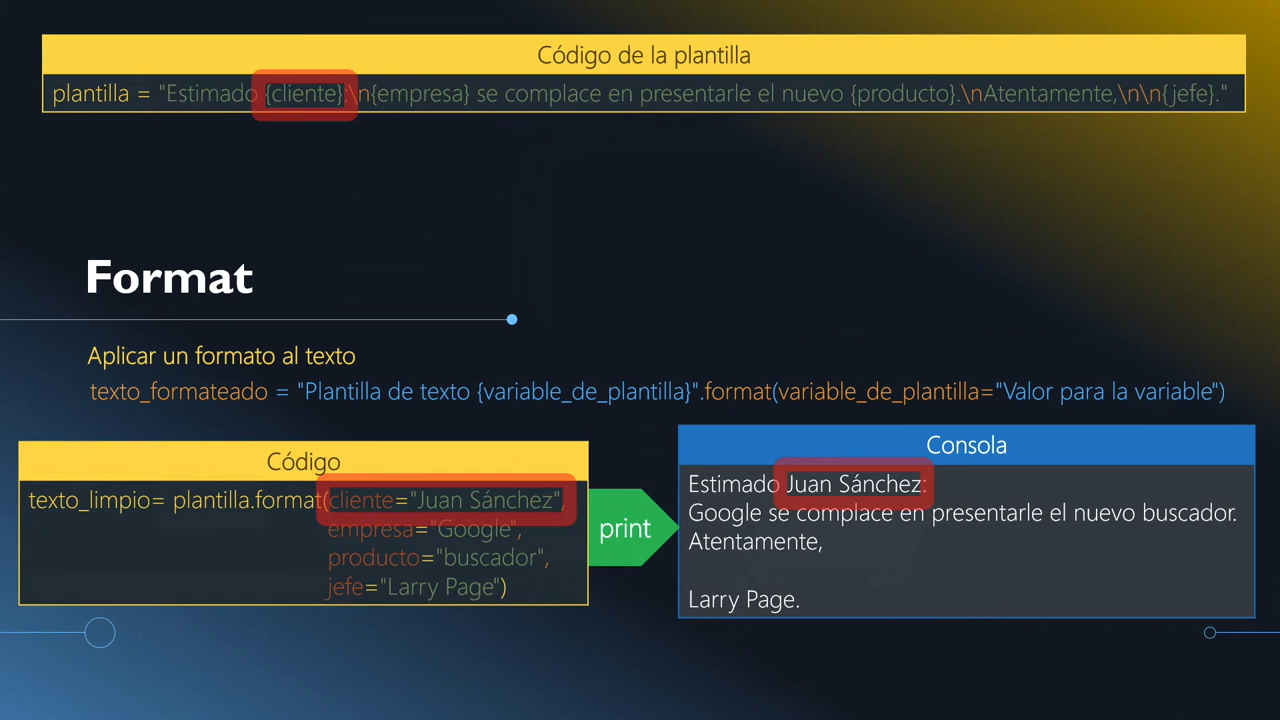 Código de la plantilla
plantilla = "Estimado {cliente}:\n{empresa} se complace en presentarle el nuevo {producto}.\nAtentamente,\n\n{jefe}."
Format
Aplicar un formato al texto
texto_formateado = "Plantilla de texto {variable_de_plantilla}".format(variable_de_plantilla="Valor para la variable")
Código
texto_limpio= plantilla.format(cliente="Juan Sánchez",
empresa="Google",
producto="buscador",
jefe="Larry Page")
print
Consola
Estimado Juan Sánchez:
Google se complace en presentarle el nuevo buscador.
Atentamente,
Larry Page.